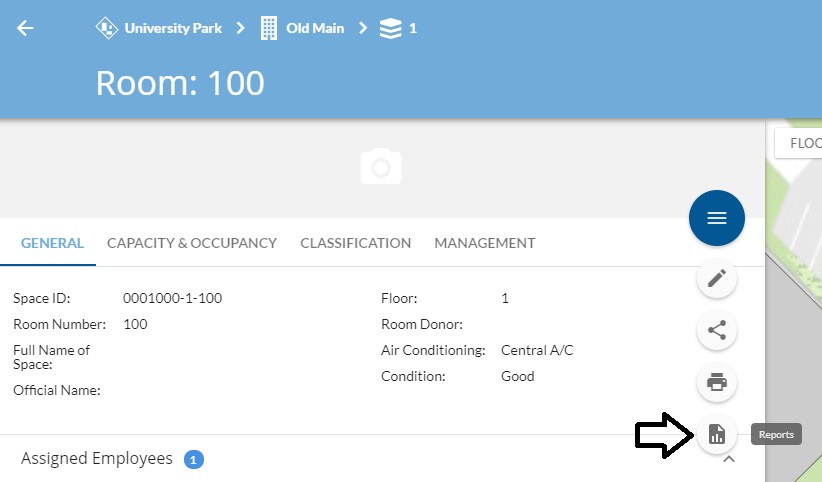 University Park > Old Main > 1
Room: 100
FLOO
GENERAL CAPACITY & OCCUPANCY CLASSIFICATION MANAGEMENT
Space ID: 0001000-1-100
Floor: 1
Room Number: 100
Room Donor:
Full Name of
Space:
Air Conditioning: Central A/C
Official Name:
Condition: Good
Reports
Assigned Employees 1